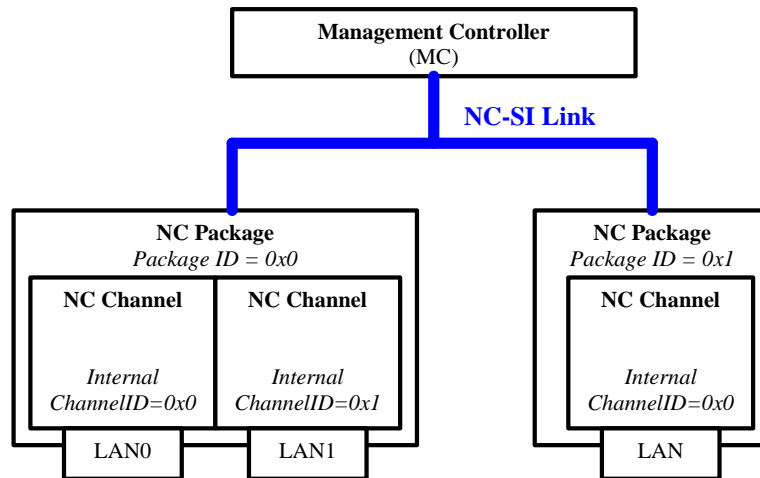 Management Controller
(MC)
NC-SI Link
NC Package
Package ID = 0x0
NC Channel
Internal
ChannelID=0x0
NC Channel
Internal
ChannelID=0x1
LAN0
LAN1
NC Package
Package ID = 0x1
NC Channel
Internal
ChannelID=0x0
LAN